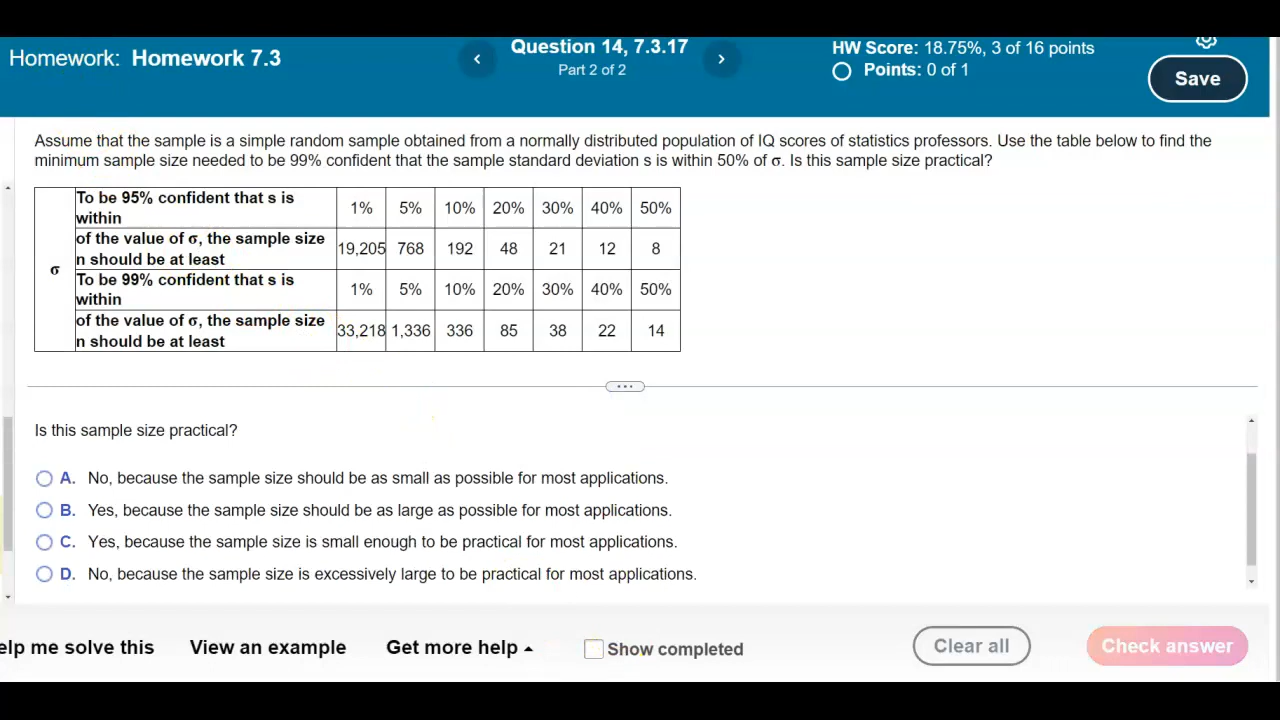 Homework: Homework 7.3
Question 14, 7.3.17
Part 2 of 2
HW Score: 18.75%, 3 of 16 points
Points: 0 of 1
Save
Assume that the sample is a simple random sample obtained from a normally distributed population of IQ scores of statistics professors. Use the table below to find the
minimum sample size needed to be 99% confident that the sample standard deviation s is within 50% of σ. Is this sample size practical?
σ
To be 95% confident that s is
within
1% 5% 10% 20% 30% 40% 50%
of the value of σ, the sample size
n should be at least
19,205 768 192 48 21 12 8
To be 99% confident that s is
within
1% 5% 10% 20% 30% 40% 50%
of the value of σ, the sample size
n should be at least
33,218 1,336 336 85 38 22 14
Is this sample size practical?
A. No, because the sample size should be as small as possible for most applications.
B. Yes, because the sample size should be as large as possible for most applications.
C. Yes, because the sample size is small enough to be practical for most applications.
D. No, because the sample size is excessively large to be practical for most applications.
elp me solve this
View an example
Get more help
Show completed
Clear all
Check answer